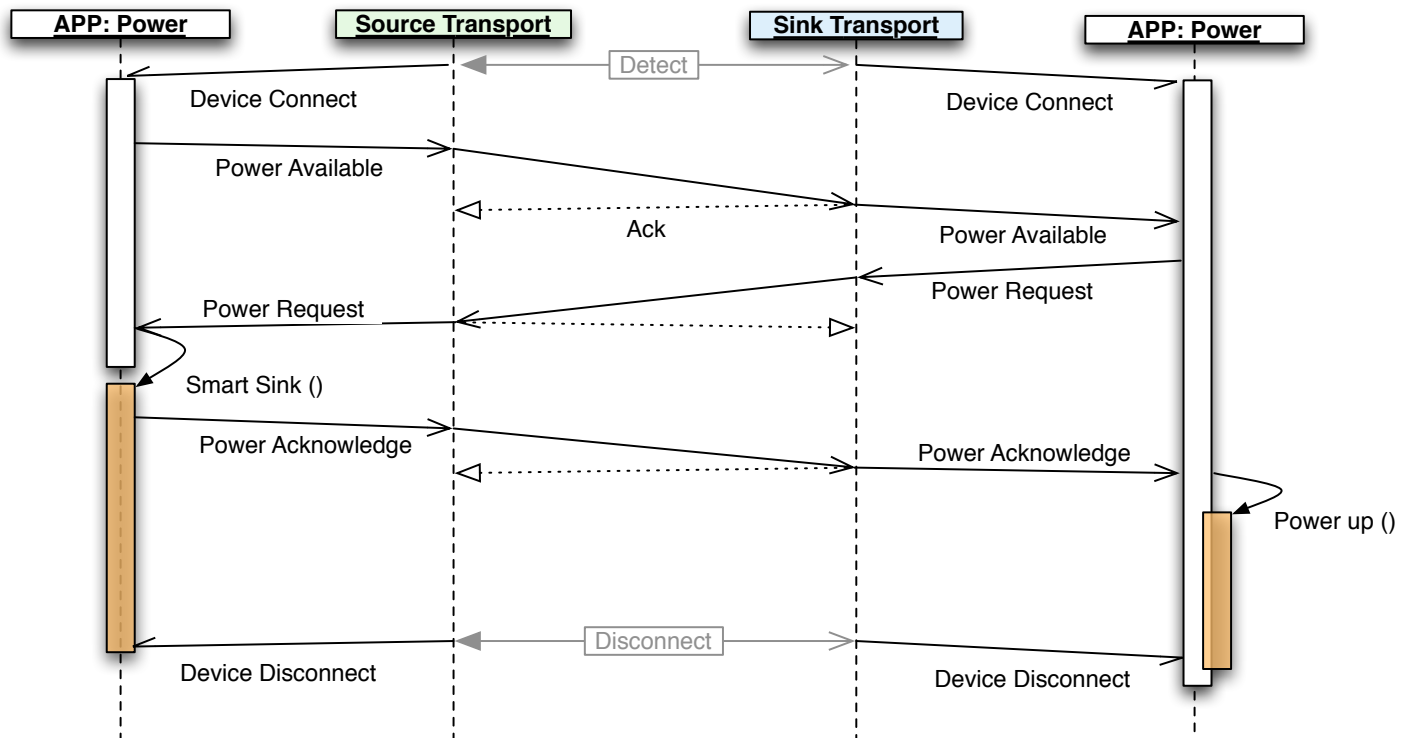 APP: Power
Source Transport
Sink Transport
APP: Power
Detect
Device Connect
Device Connect
Power Available
Ack
Power Available
Power Request
Power Request
Smart Sink ()
Power Acknowledge
Power Acknowledge
Power up ()
Disconnect
Device Disconnect
Device Disconnect